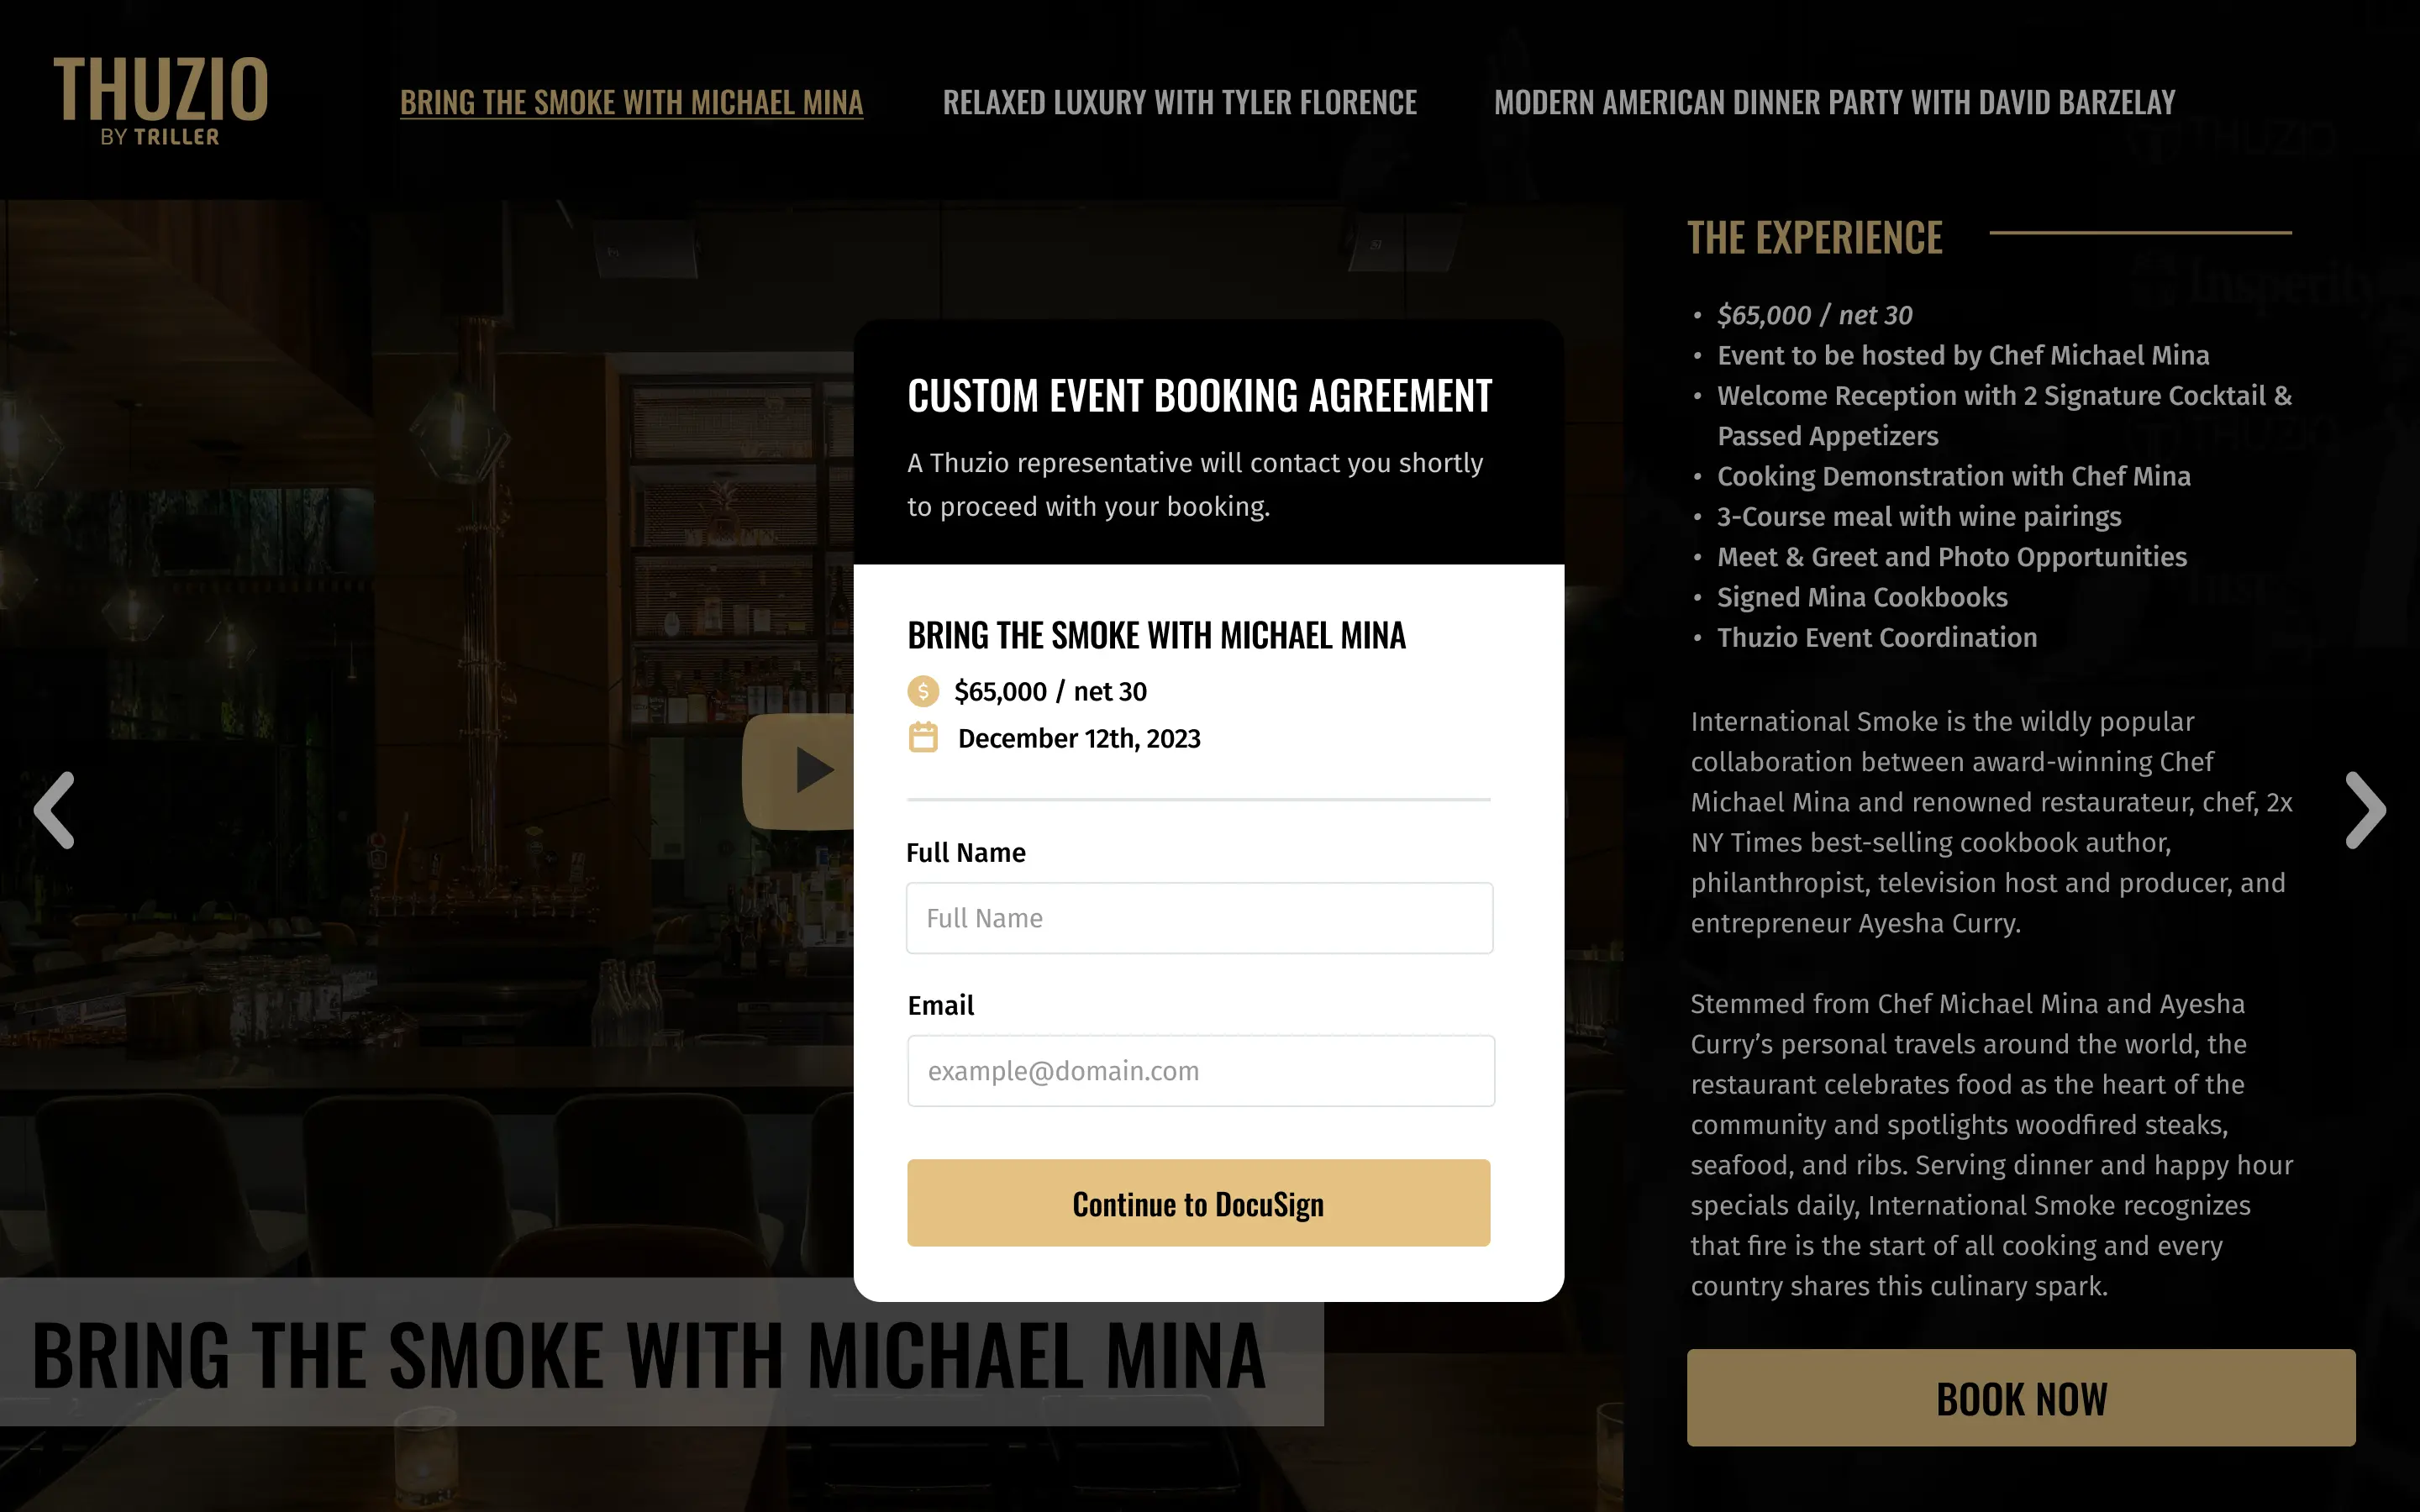 THUZIO
BY TRILLER
BRING THE SMOKE WITH MICHAEL MINA
RELAXED LUXURY WITH TYLER FLORENCE
MODERN AMERICAN DINNER PARTY WITH DAVID BARZELAY
CUSTOM EVENT BOOKING AGREEMENT
A Thuzio representative will contact you shortly
to proceed with your booking.
BRING THE SMOKE WITH MICHAEL MINA
$ $65,000 / net 30
December 12th, 2023
Full Name
Full Name
Email
example@domain.com
Continue to DocuSign
BRING THE SMOKE WITH MICHAEL MINA
THE EXPERIENCE
• $65,000 / net 30
• Event to be hosted by Chef Michael Mina
• Welcome Reception with 2 Signature Cocktail &
Passed Appetizers
• Cooking Demonstration with Chef Mina
• 3-Course meal with wine pairings
• Meet & Greet and Photo Opportunities
• Signed Mina Cookbooks
• Thuzio Event Coordination
International Smoke is the wildly popular
collaboration between award-winning Chef
Michael Mina and renowned restaurateur, chef, 2x
NY Times best-selling cookbook author,
philanthropist, television host and producer, and
entrepreneur Ayesha Curry.
Stemmed from Chef Michael Mina and Ayesha
Curry’s personal travels around the world, the
restaurant celebrates food as the heart of the
community and spotlights woodfired steaks,
seafood, and ribs. Serving dinner and happy hour
specials daily, International Smoke recognizes
that fire is the start of all cooking and every
country shares this culinary spark.
BOOK NOW
THUZIO
Insperity
THUZIO